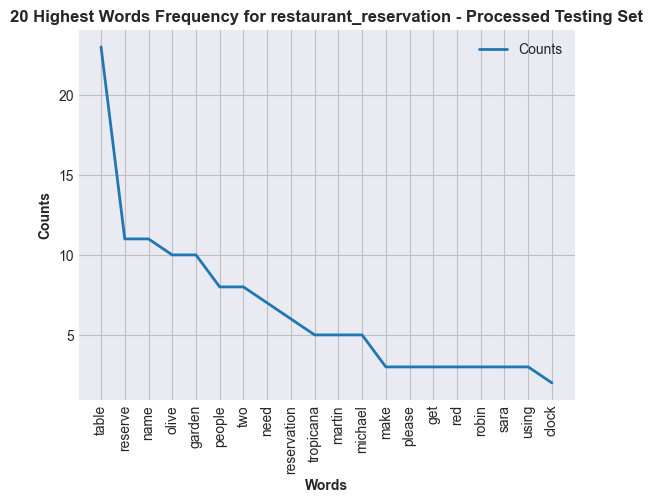 20 Highest Words Frequency for restaurant_reservation - Processed Testing Set
Counts
20
15
10
5
Counts
table
reserve
name
olive
garden
people
two
need
reservation
tropicana
martin
michael
make
please
get
red
robin
sara
using
clock
Words